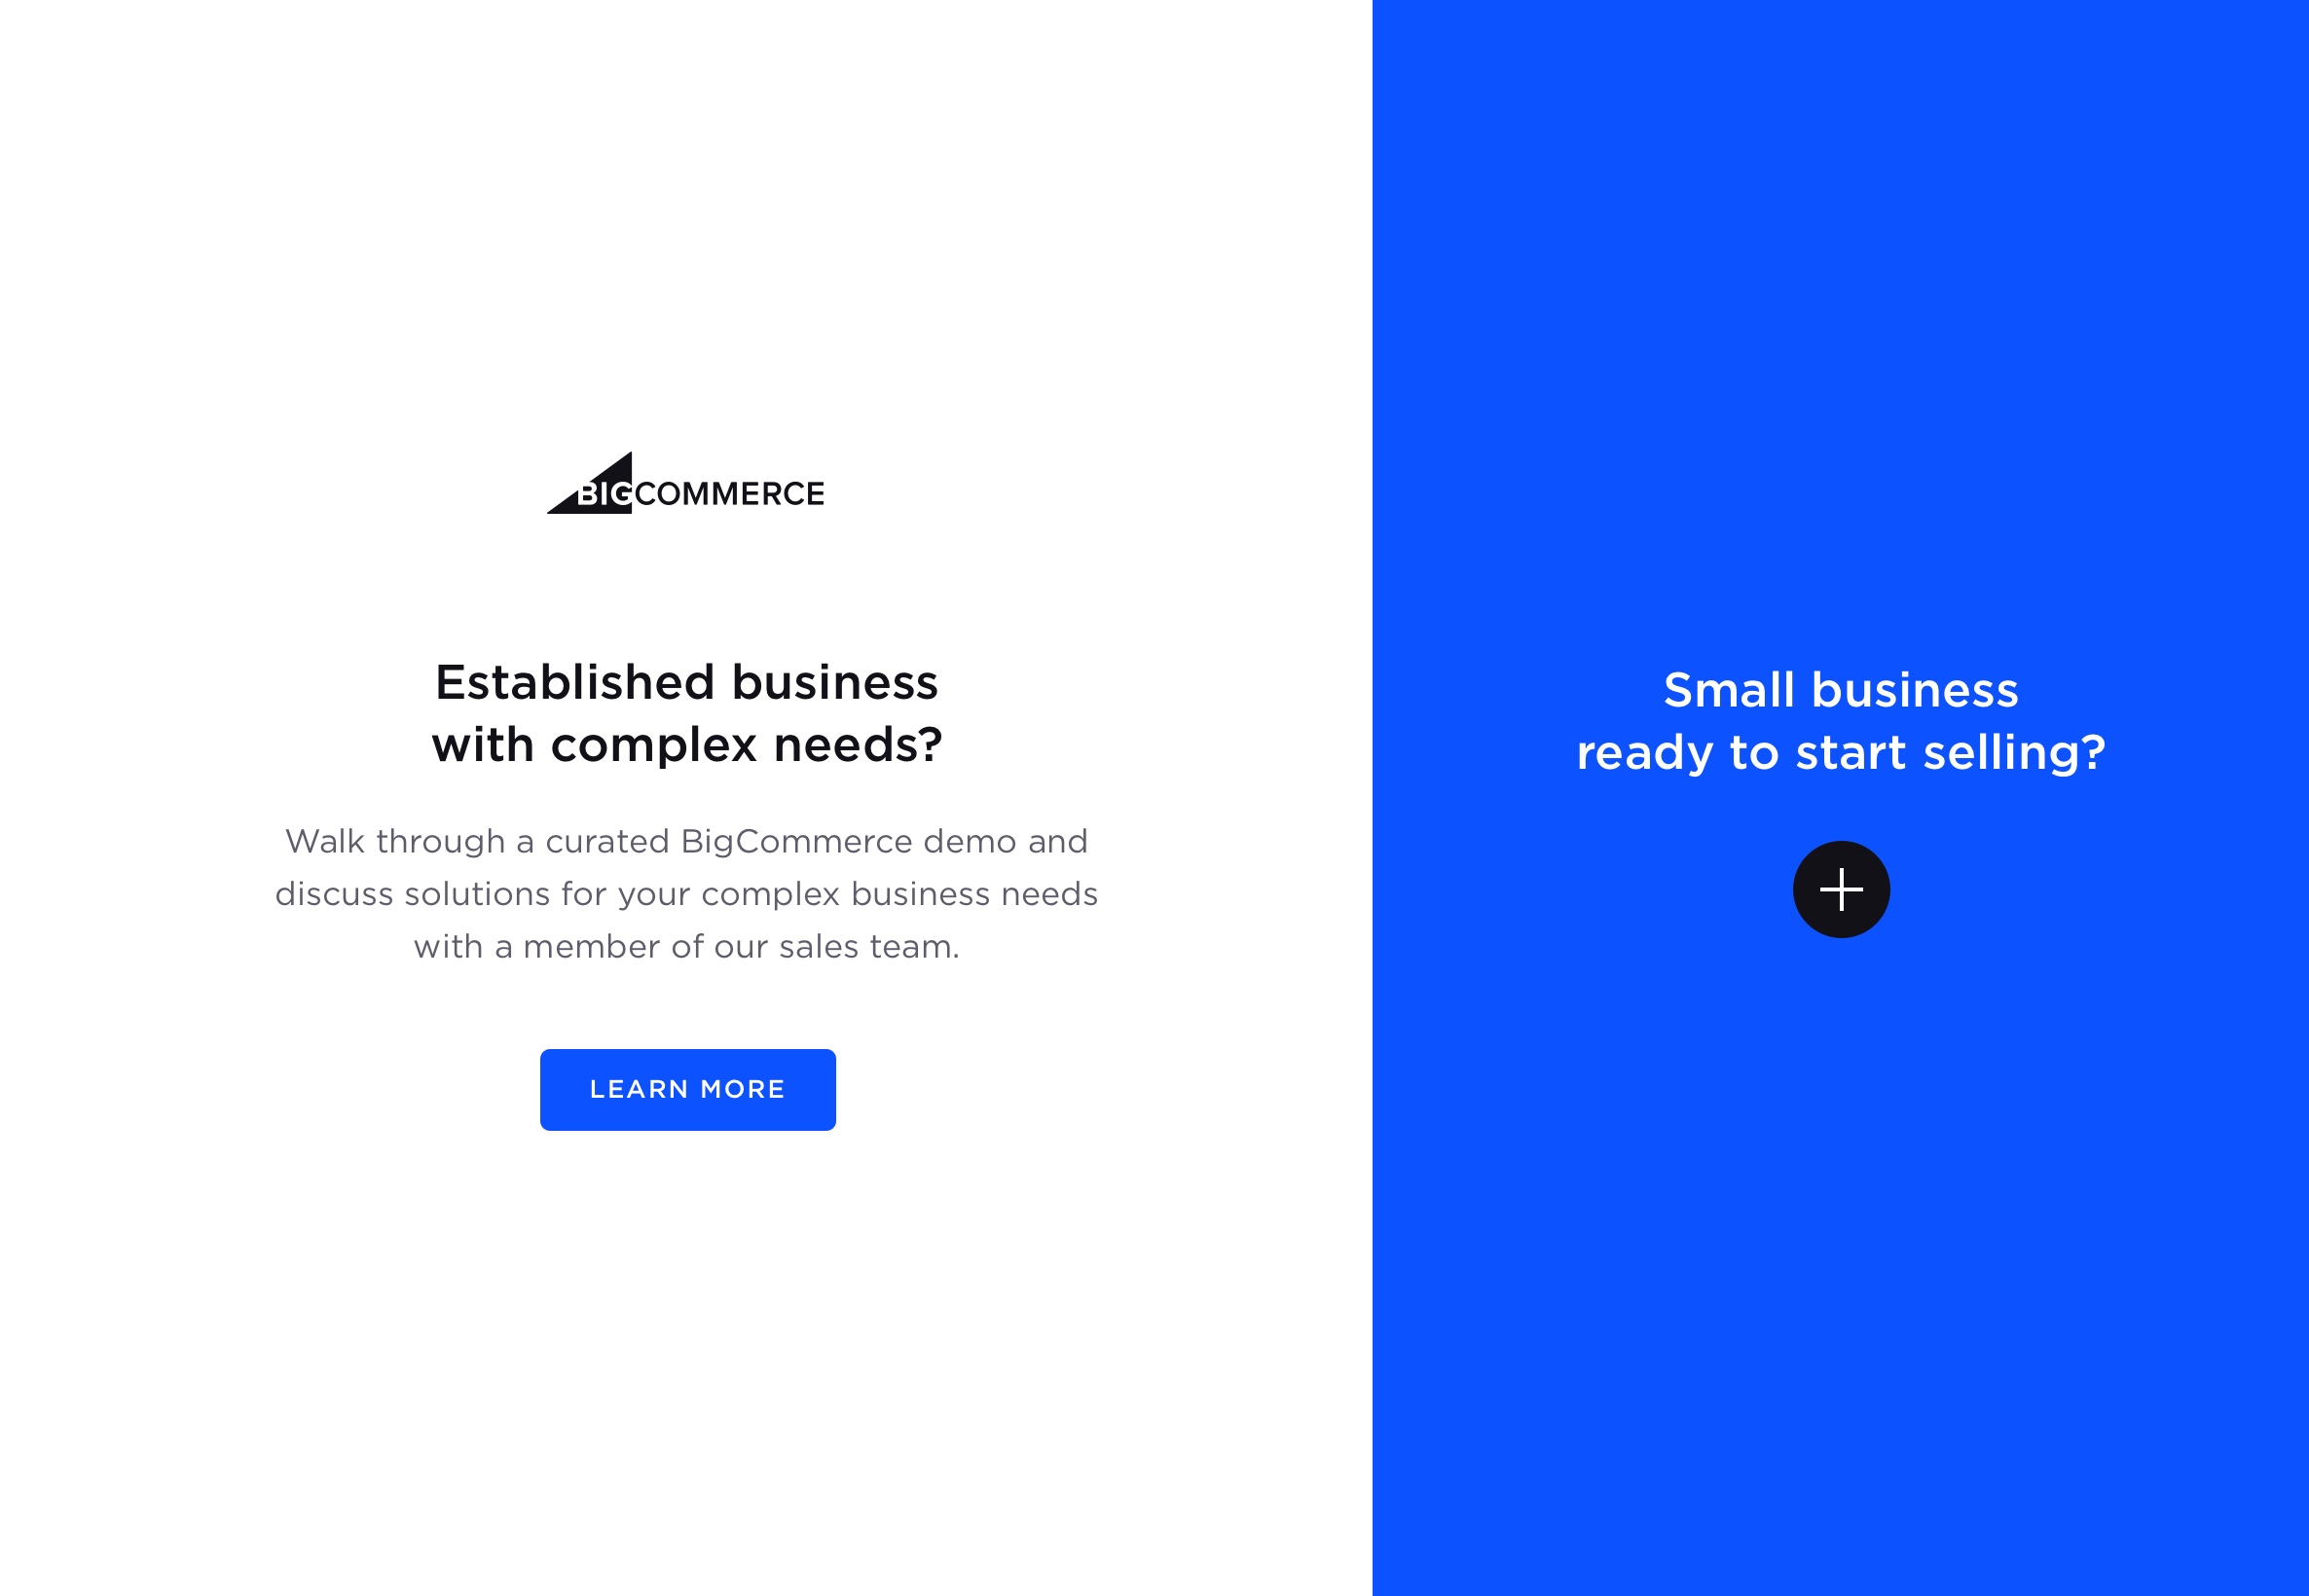 BIGCOMMERCE
Established business
with complex needs?
Walk through a curated BigCommerce demo and
discuss solutions for your complex business needs
with a member of our sales team.
LEARN MORE
Small business
ready to start selling?